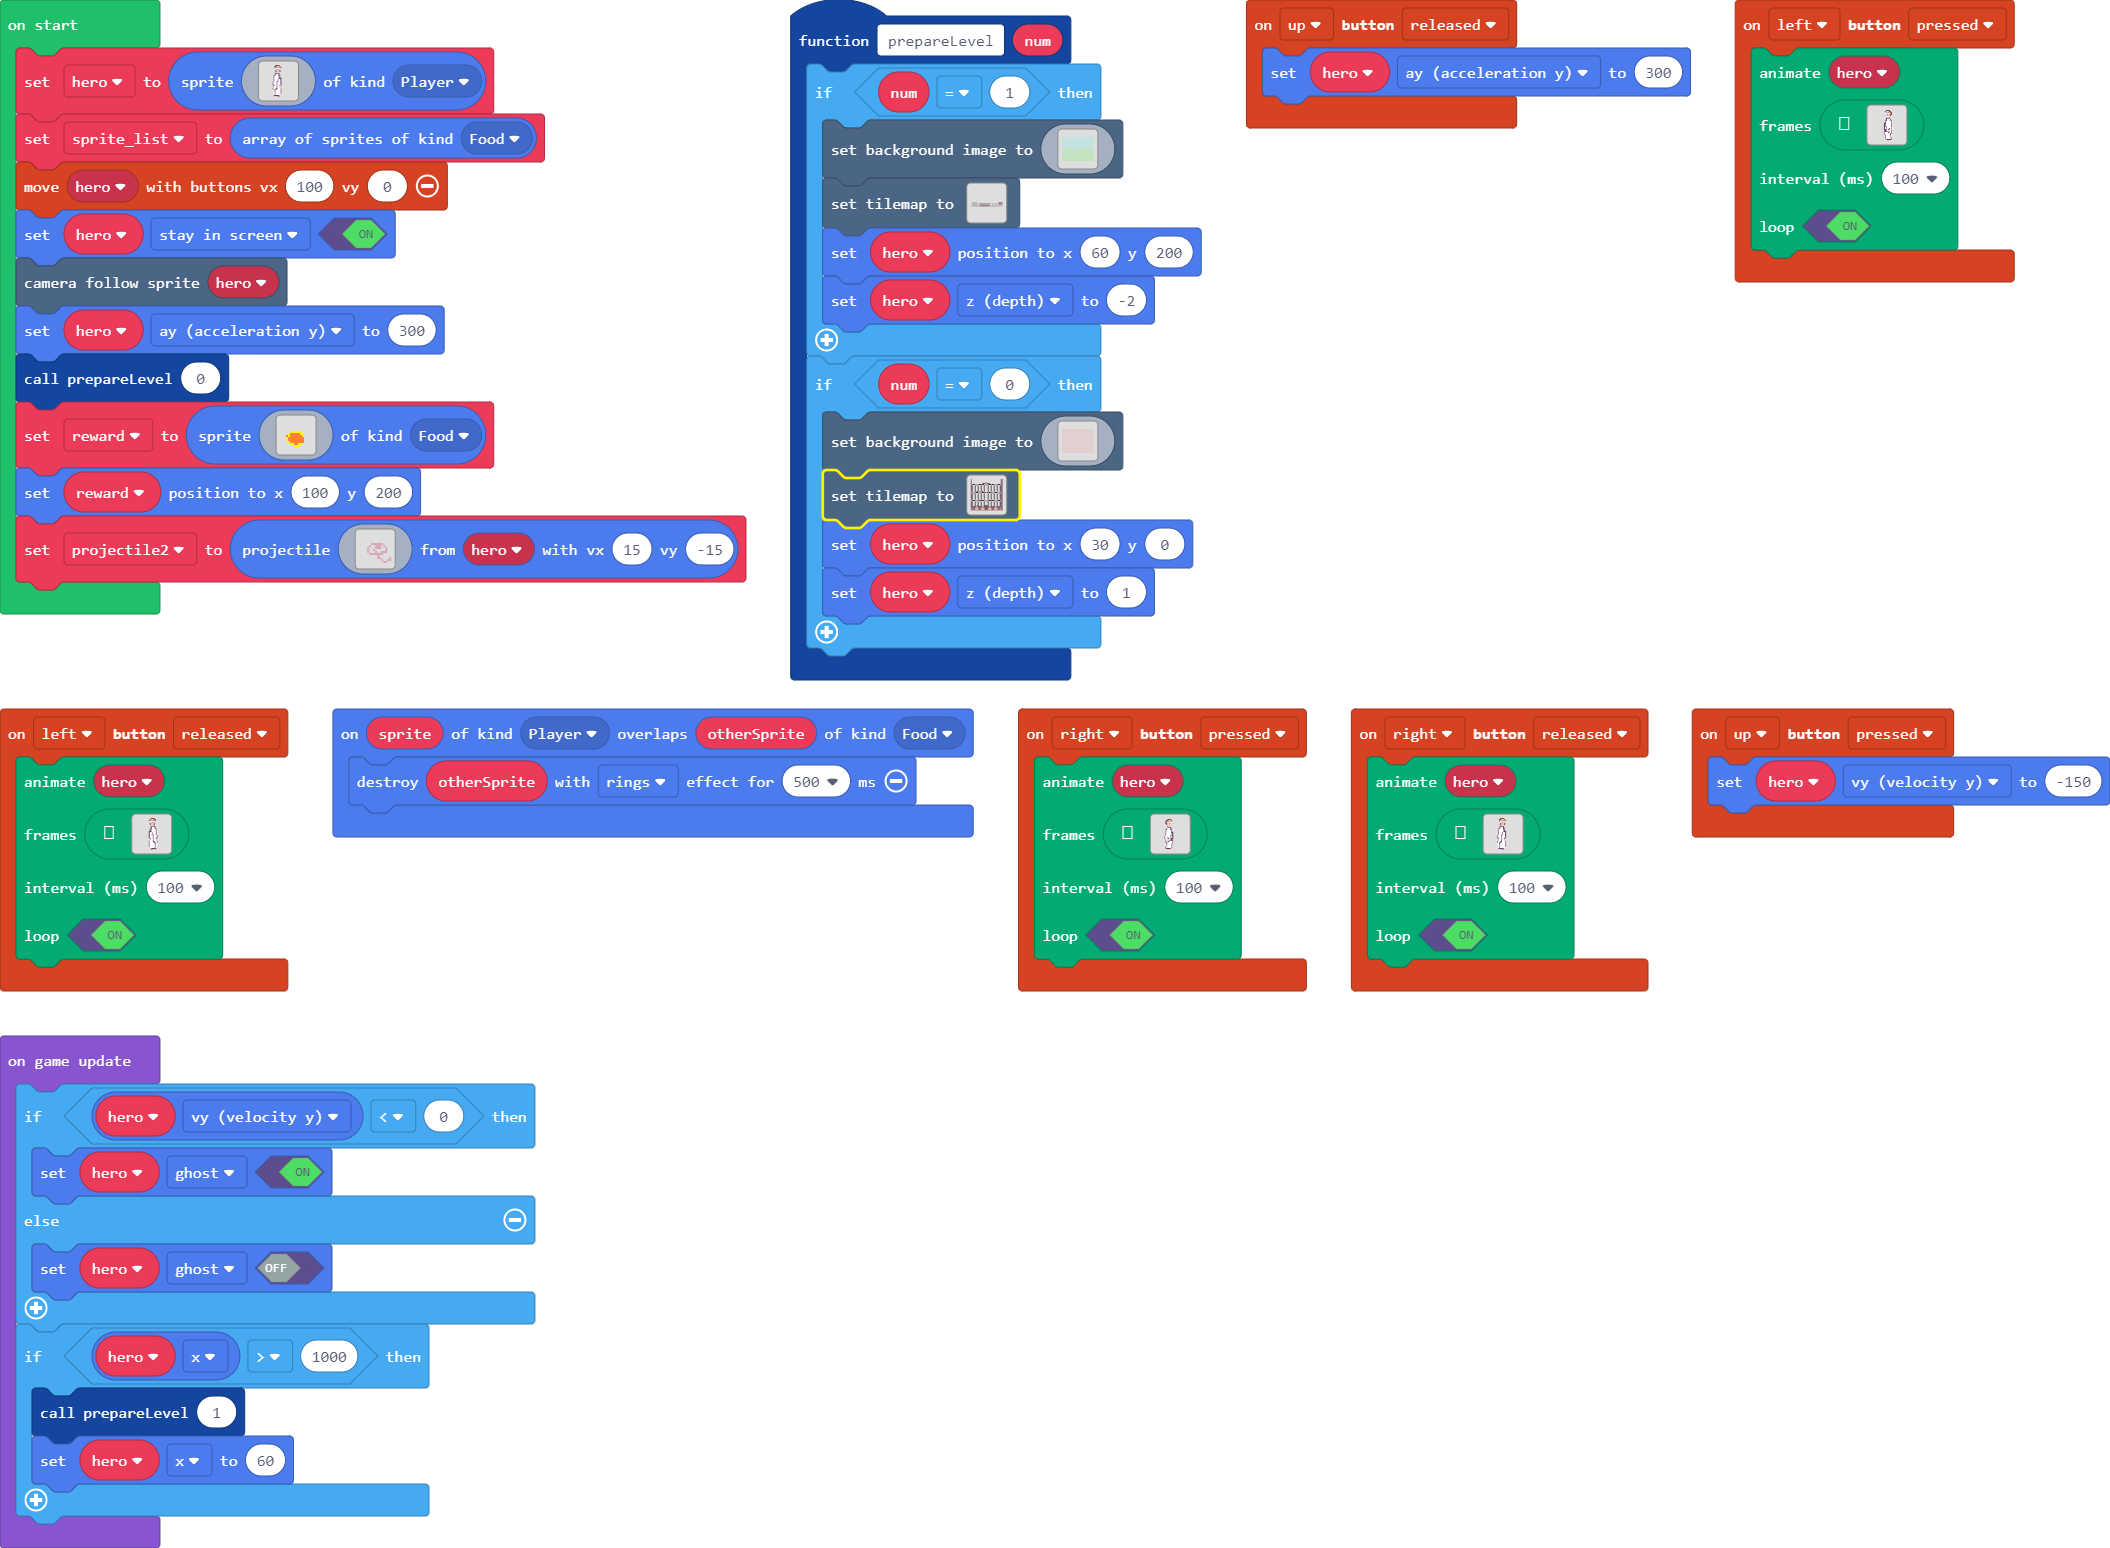 on start
set hero to sprite of kind Player
set sprite_list to array of sprites of kind Food
move hero with buttons vx 100 vy 0
set hero stay in screen ON
camera follow sprite hero
set hero ay (acceleration y) to 300
call prepareLevel 0
set reward to sprite of kind Food
set reward position to x 100 y 200
set projectile2 to projectile from hero with vx 15 vy -15
function prepareLevel num
if num = 1 then
set background image to
set tilemap to
set hero position to x 60 y 200
set hero z (depth) to -2
if num = 0 then
set background image to
set tilemap to
set hero position to x 30 y 0
set hero z (depth) to 1
on up button released
set hero ay (acceleration y) to 300
on left button pressed
animate hero
frames
interval (ms) 100
loop ON
on left button released
animate hero
frames
interval (ms) 100
loop ON
on sprite of kind Player overlaps otherSprite of kind Food
destroy otherSprite with rings effect for 500 ms
on right button pressed
animate hero
frames
interval (ms) 100
loop ON
on right button released
animate hero
frames
interval (ms) 100
loop ON
on up button pressed
set hero vy (velocity y) to -150
on game update
if hero vy (velocity y) < 0 then
set hero ghost ON
else
set hero ghost OFF
if hero x > 1000 then
call prepareLevel 1
set hero x to 60